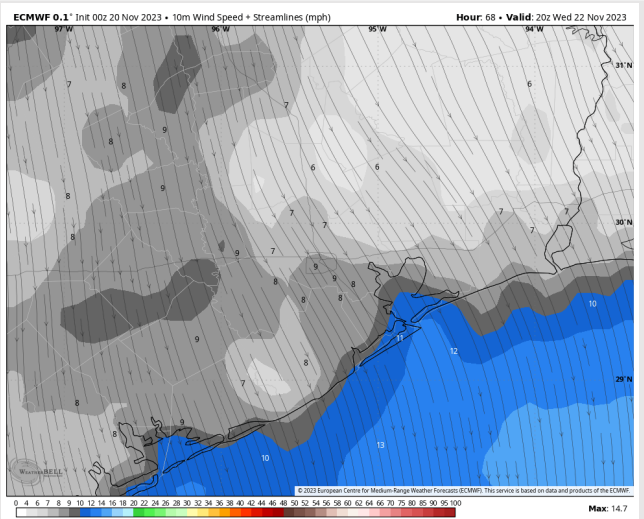 ECMWF 0.1° Init 00z 20 Nov 2023 • 10m Wind Speed + Streamlines (mph)
Hour: 68 • Valid: 20z Wed 22 Nov 2023
97°W 96°W 95°W 94°W
31°N
6
7 8
7
9
8
6 6
9
8
7 7 7
7 7
30°N
8
9 7
9
9
8 8
8 8
10
9
11
12
8
29°N
7
8
9
8
13
10
WeatherBELL
© 2023 European Centre for Medium-Range Weather Forecasts (ECMWF). This service is based on data and products of the ECMWF.
0 4 6 8 9 10 12 14 16 18 20 22 24 26 28 30 32 34 36 38 40 42 44 46 48 50 52 54 56 58 60 62 64 66 68 70 75 80 85 90 95 100
Max: 14.7